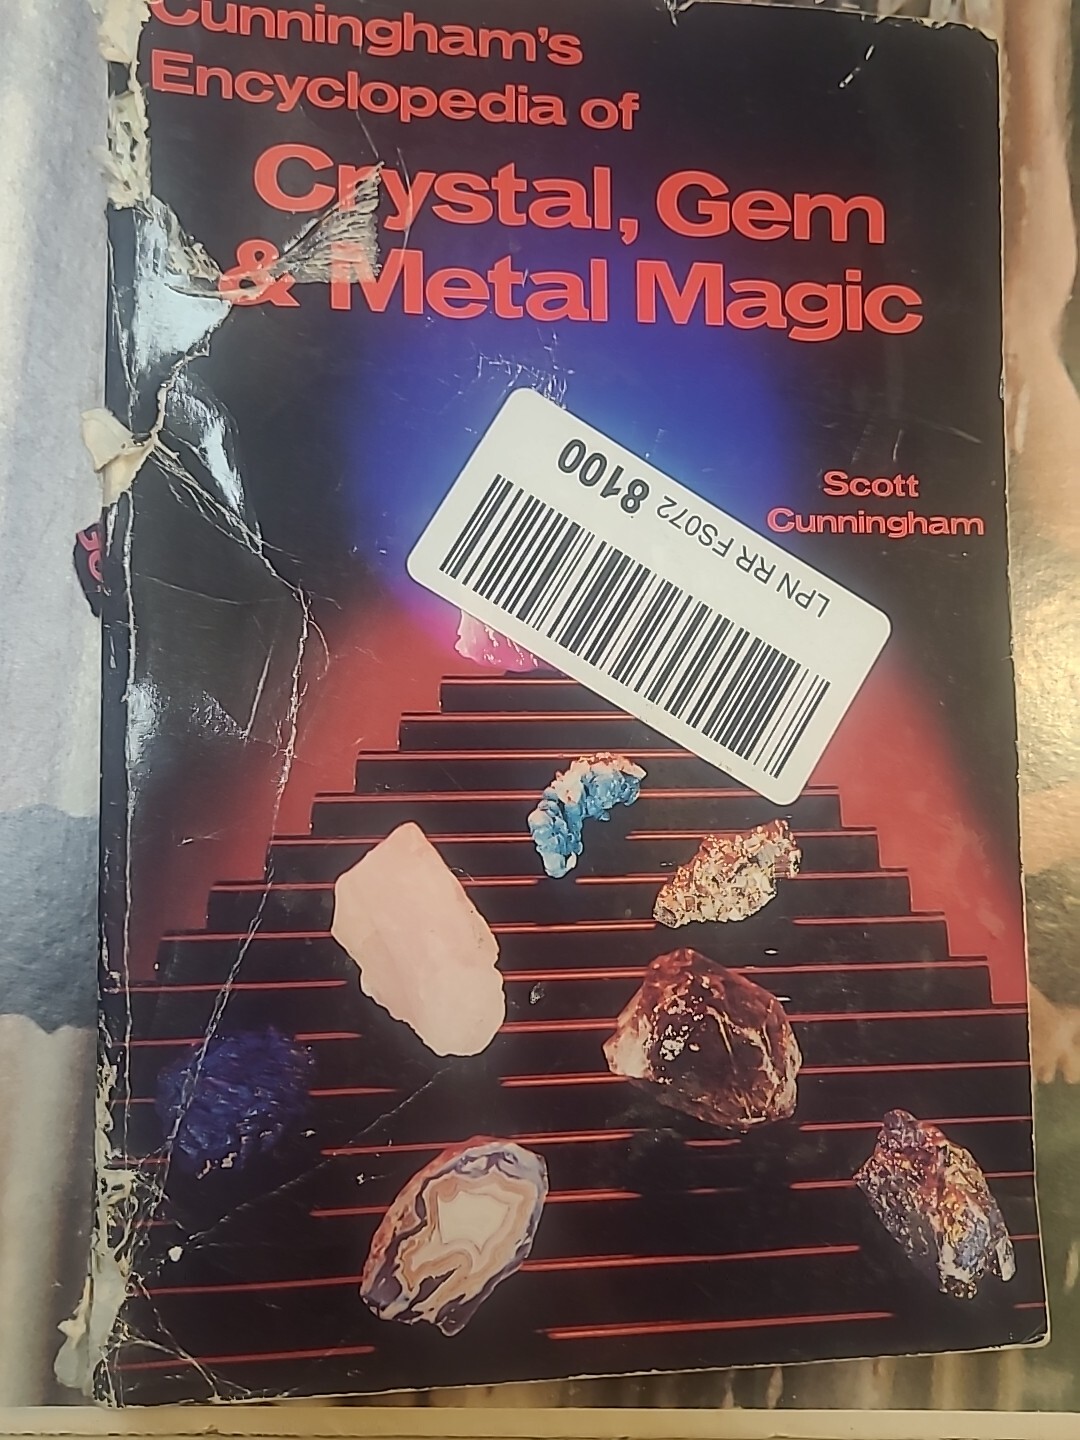 Cunningham's
Encyclopedia of
Crystal, Gem
& Metal Magic
Scott
Cunningham
LPN RR FS072 8100